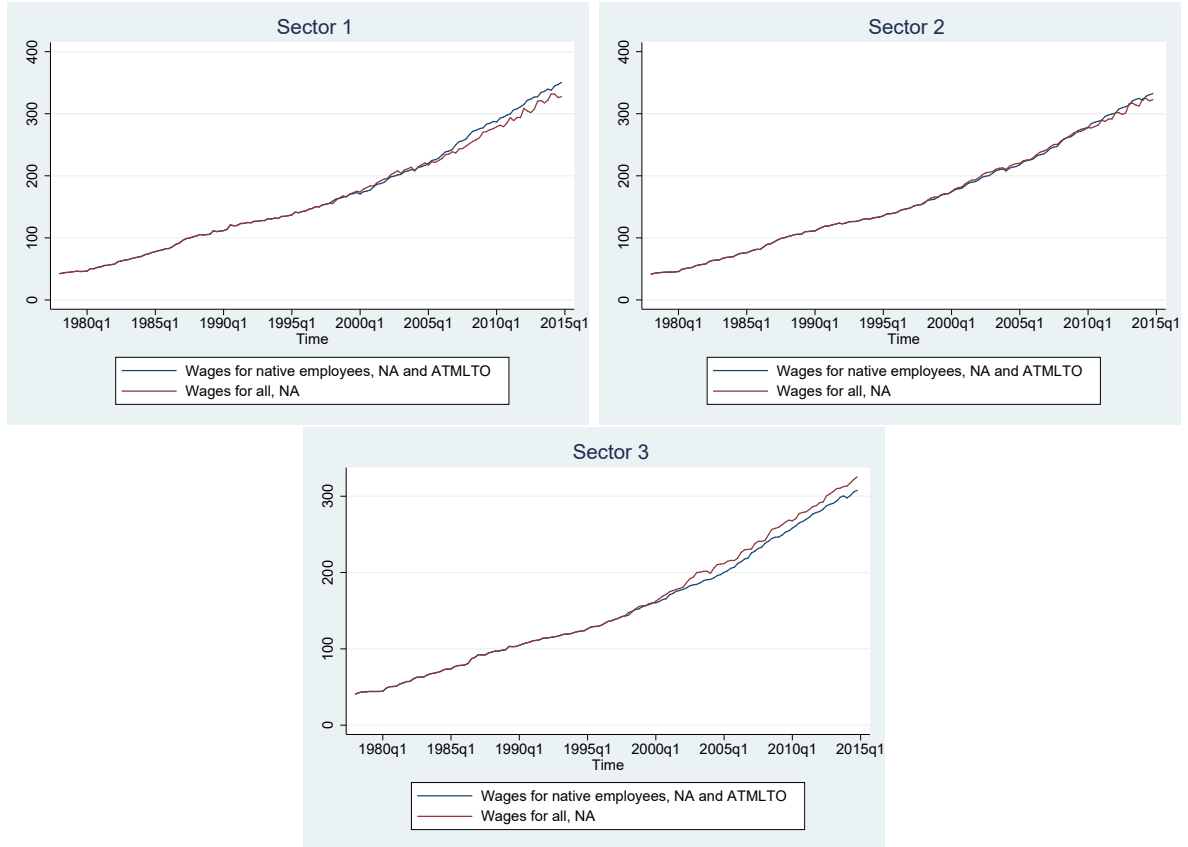 Sector 1
400
300
200
100
0
1980q1 1985q1 1990q1 1995q1 2000q1 2005q1 2010q1 2015q1
Time
Wages for native employees, NA and ATMLTO
Wages for all, NA
Sector 2
400
300
200
100
0
1980q1 1985q1 1990q1 1995q1 2000q1 2005q1 2010q1 2015q1
Time
Wages for native employees, NA and ATMLTO
Wages for all, NA
Sector 3
300
200
100
0
1980q1 1985q1 1990q1 1995q1 2000q1 2005q1 2010q1 2015q1
Time
Wages for native employees, NA and ATMLTO
Wages for all, NA